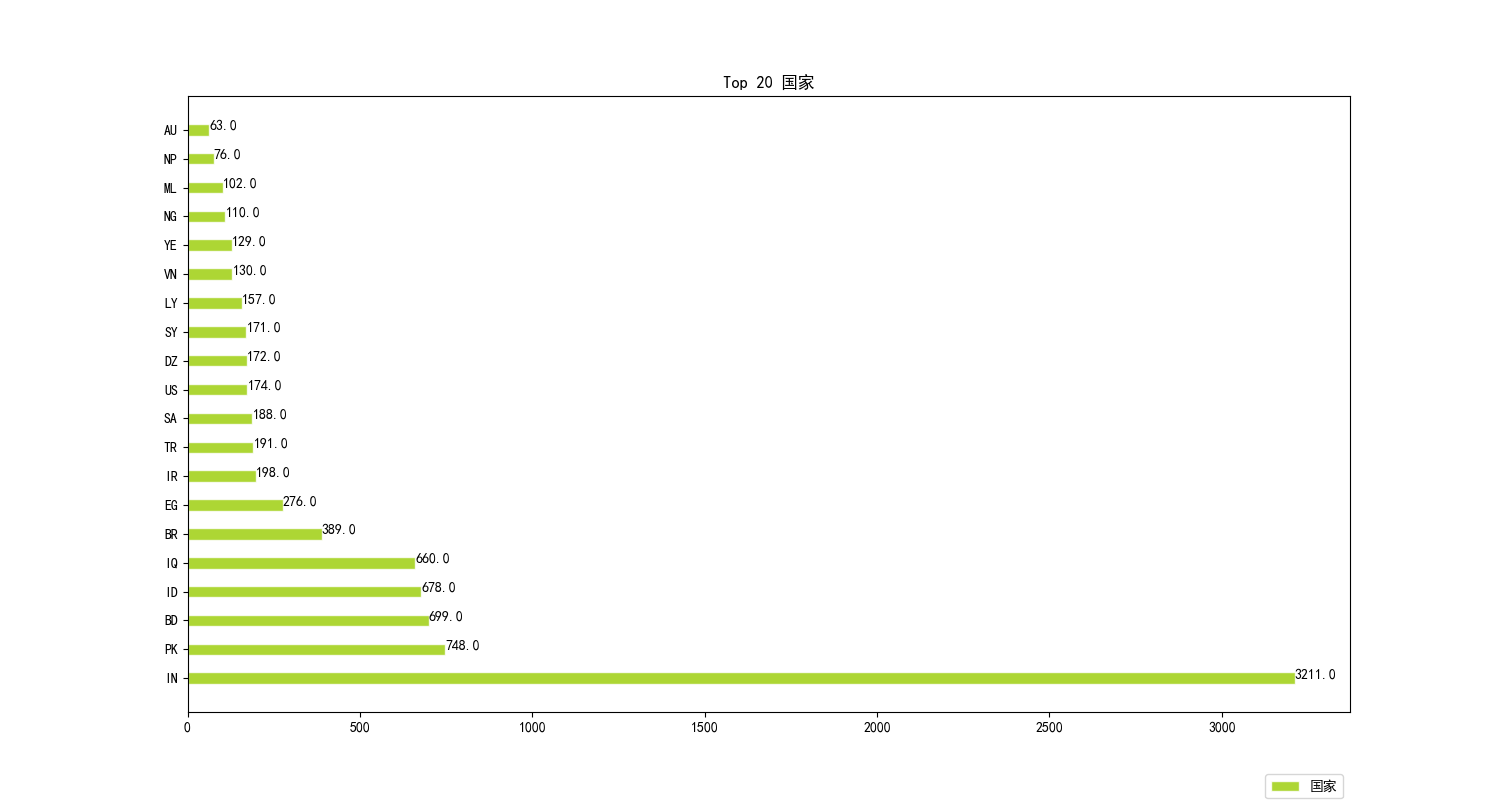 Top 20 国家
AU 63.0
NP 76.0
ML 102.0
NG 110.0
YE 129.0
VN 130.0
LY 157.0
SY 171.0
DZ 172.0
US 174.0
SA 188.0
TR 191.0
IR 198.0
EG 276.0
BR 389.0
IQ 660.0
ID 678.0
BD 699.0
PK 748.0
IN 3211.0
0 500 1000 1500 2000 2500 3000
国家